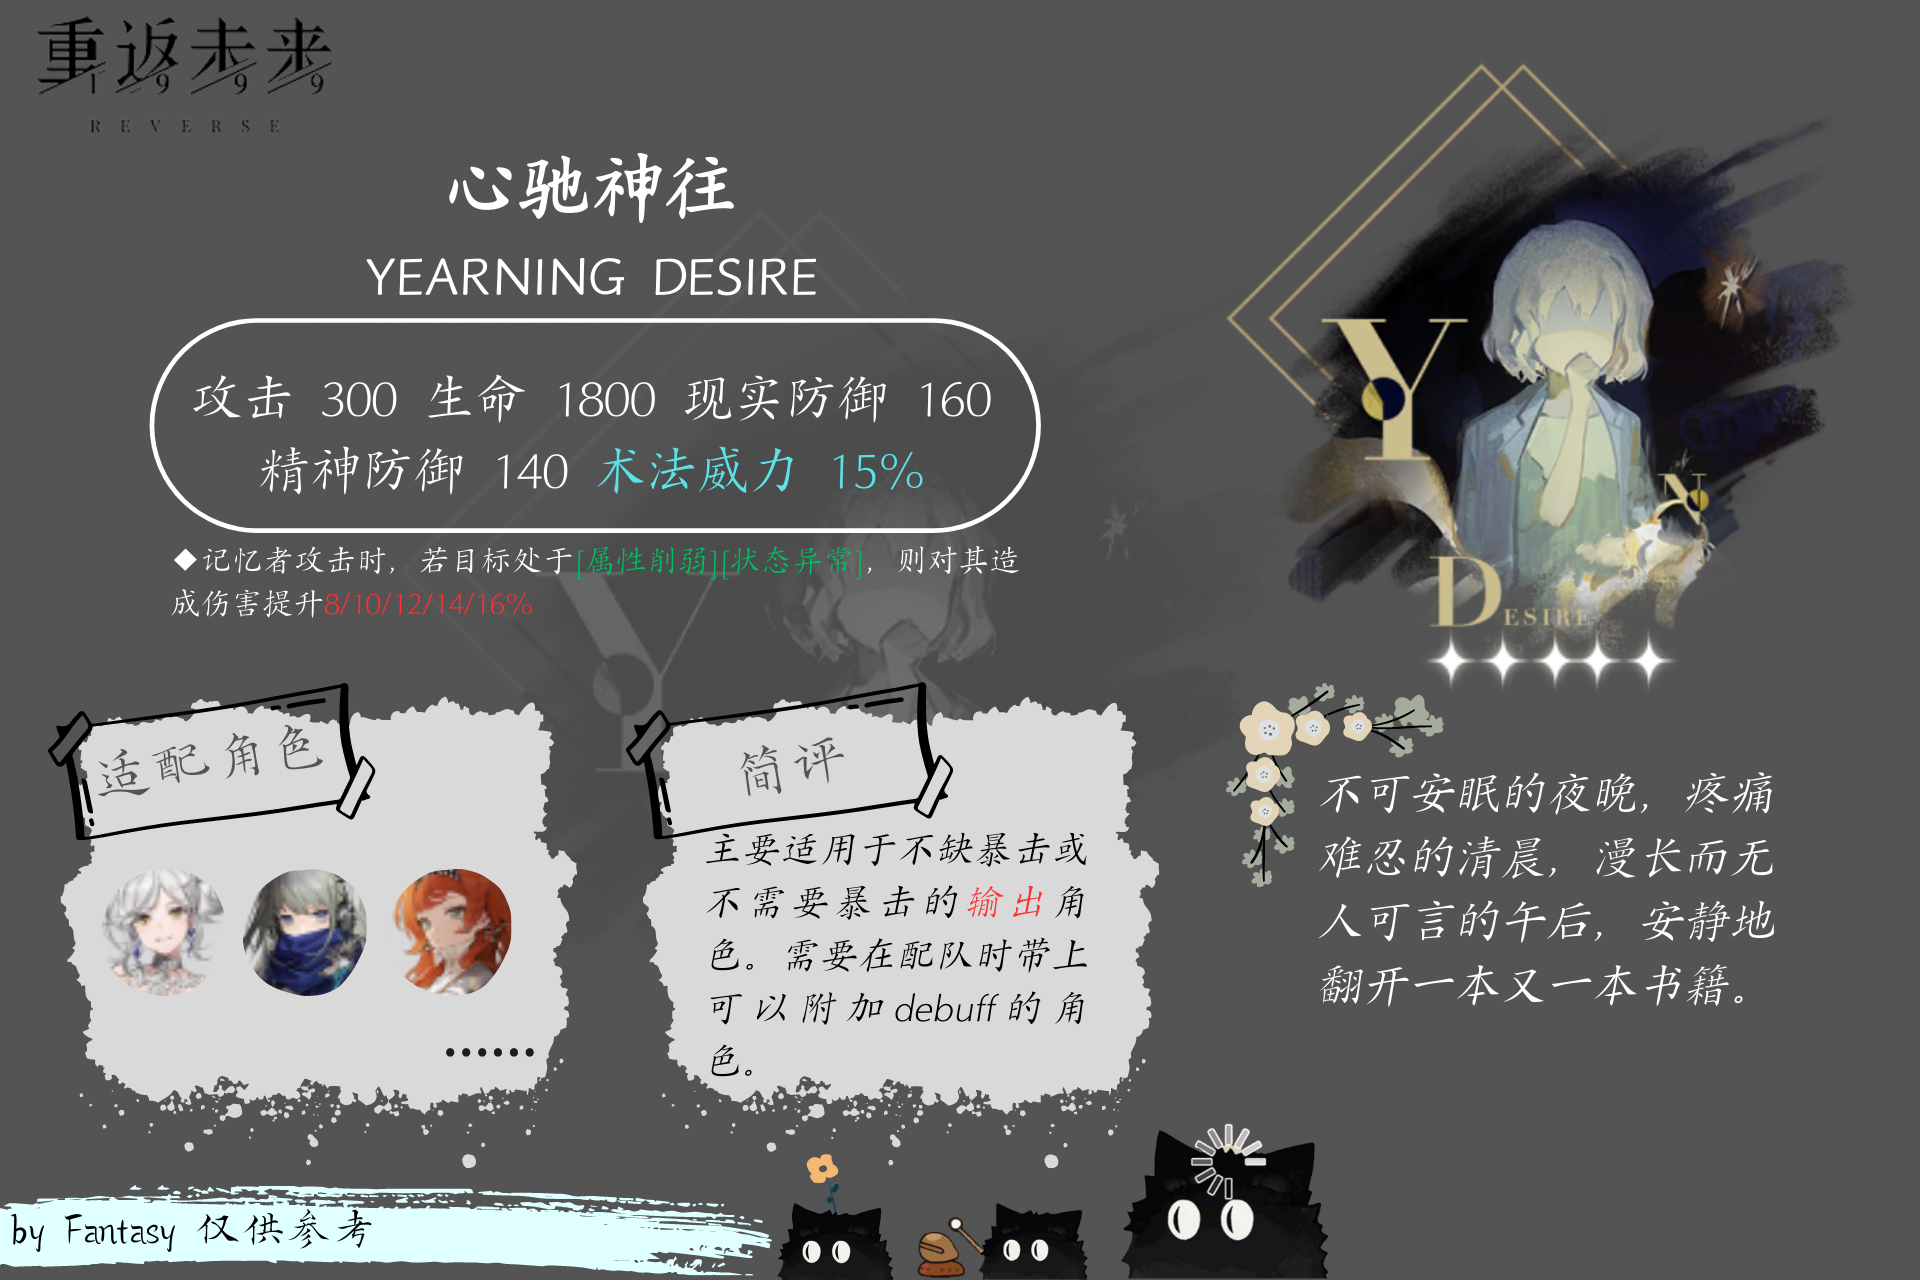 重返未来
1 9 9 9
REVERSE
心驰神往
YEARNING DESIRE
攻击 300 生命 1800 现实防御 160
精神防御 140 术法威力 15%
◆记忆者攻击时，若目标处于[属性削弱][状态异常]，则对其造
成伤害提升8/10/12/14/16%
Y
N
DESIRE
适配角色
······
简评
主要适用于不缺暴击或
不需要暴击的输出角
色。需要在配队时带上
可以附加debuff的角
色。
不可安眠的夜晚，疼痛
难忍的清晨，漫长而无
人可言的午后，安静地
翻开一本又一本书籍。
by Fantasy 仅供参考